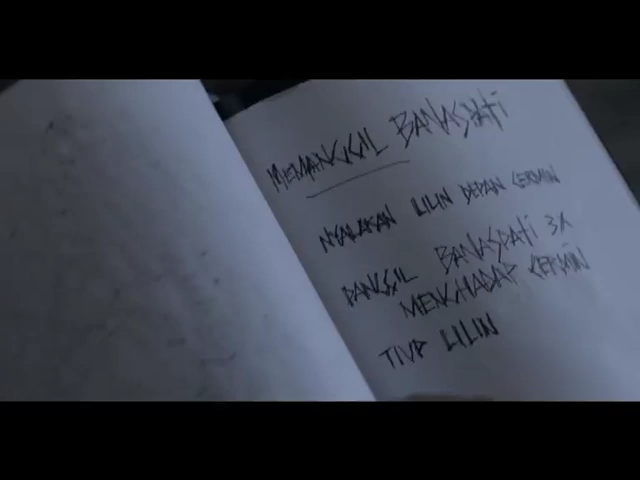 MEMANGGIL BANASPATi
NYALAKAN LILIN DEPAN CERMIN
PANGGIL BANASPATi 3X
MENGHADAP CERMiN
TIUP LILIN